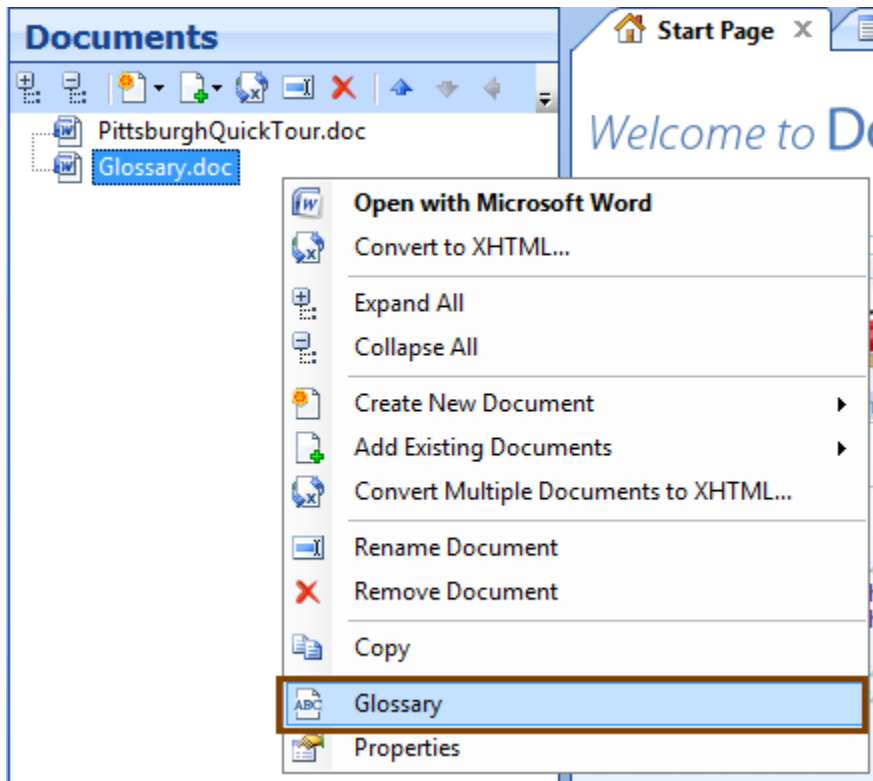 Documents
Start Page
PittsburghQuickTour.doc
Glossary.doc
Welcome to
Open with Microsoft Word
Convert to XHTML...
Expand All
Collapse All
Create New Document
Add Existing Documents
Convert Multiple Documents to XHTML...
Rename Document
Remove Document
Copy
ABC Glossary
Properties